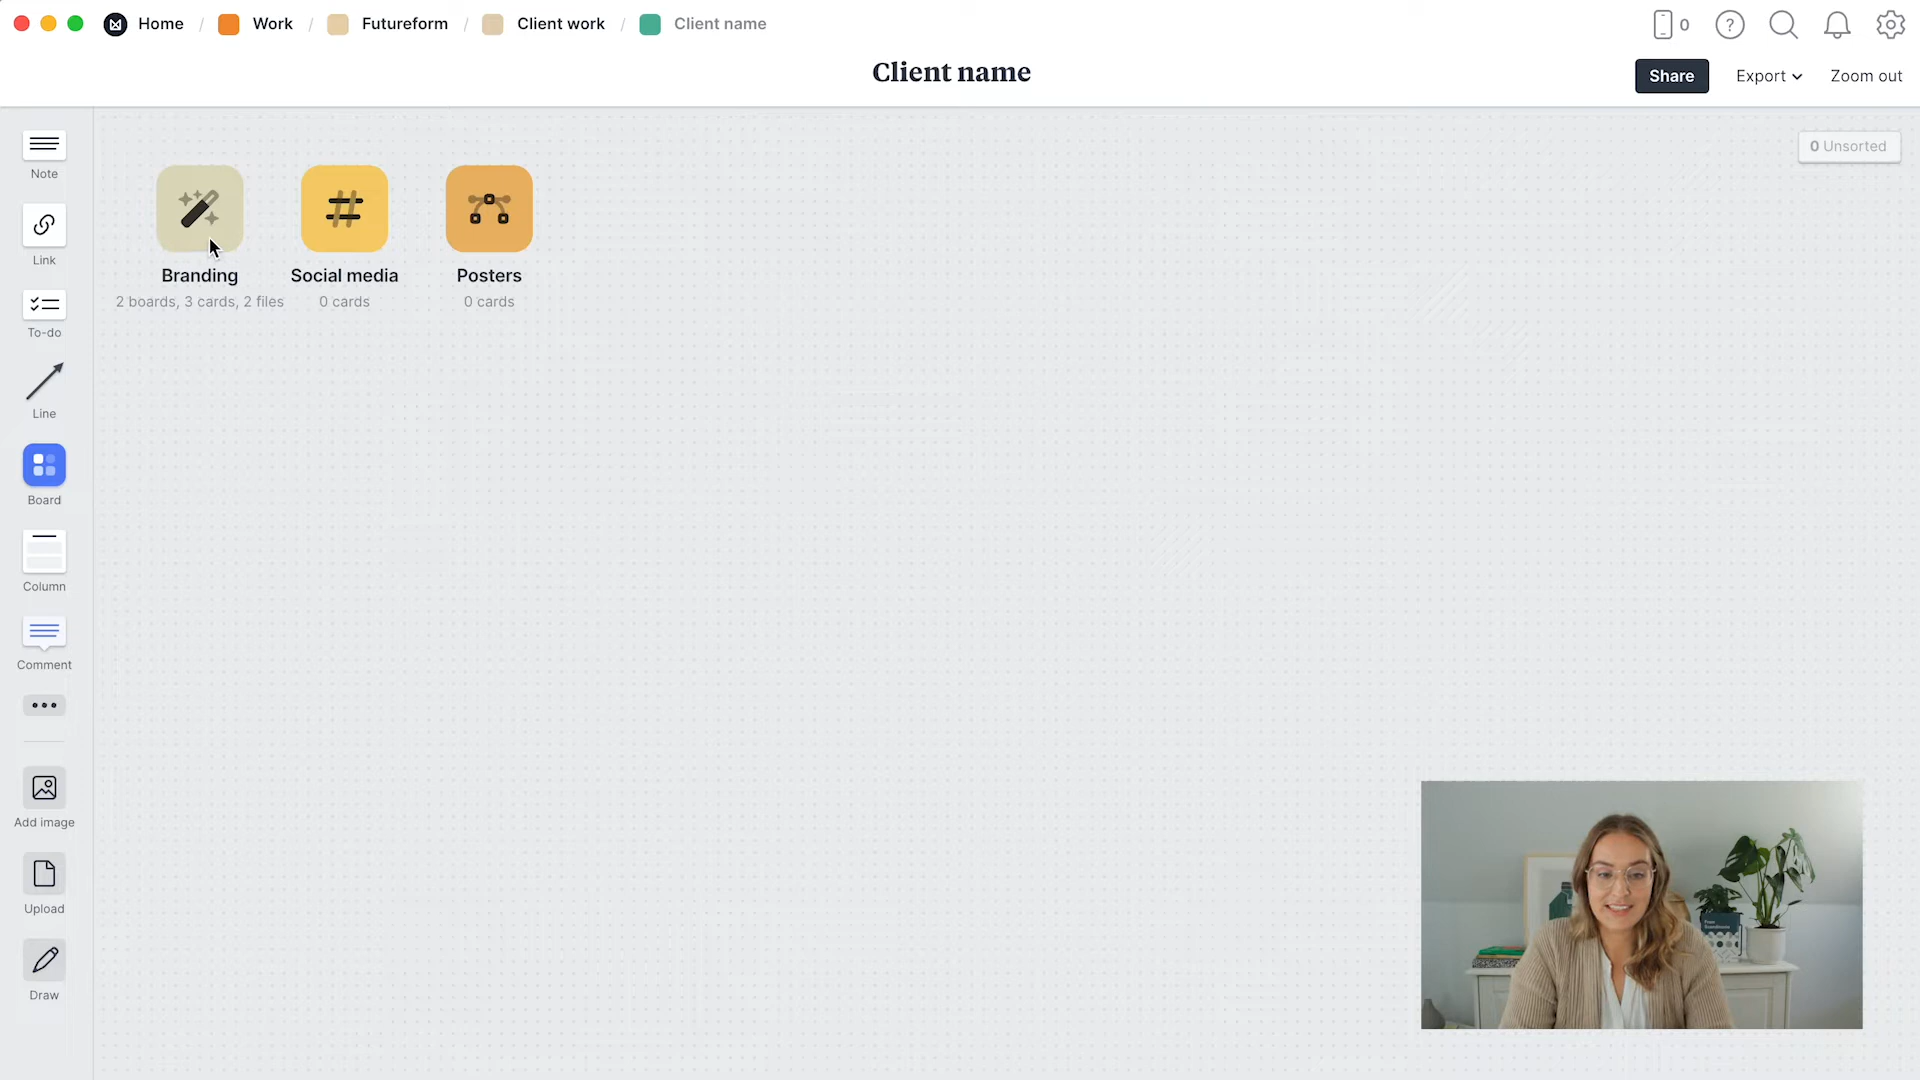 Home / Work / Futureform / Client work / Client name
0
?
Client name
Share
Export
Zoom out
0 Unsorted
Note
Link
To-do
Line
Board
Column
Comment
Add image
Upload
Draw
Branding
2 boards, 3 cards, 2 files
#
Social media
0 cards
Posters
0 cards